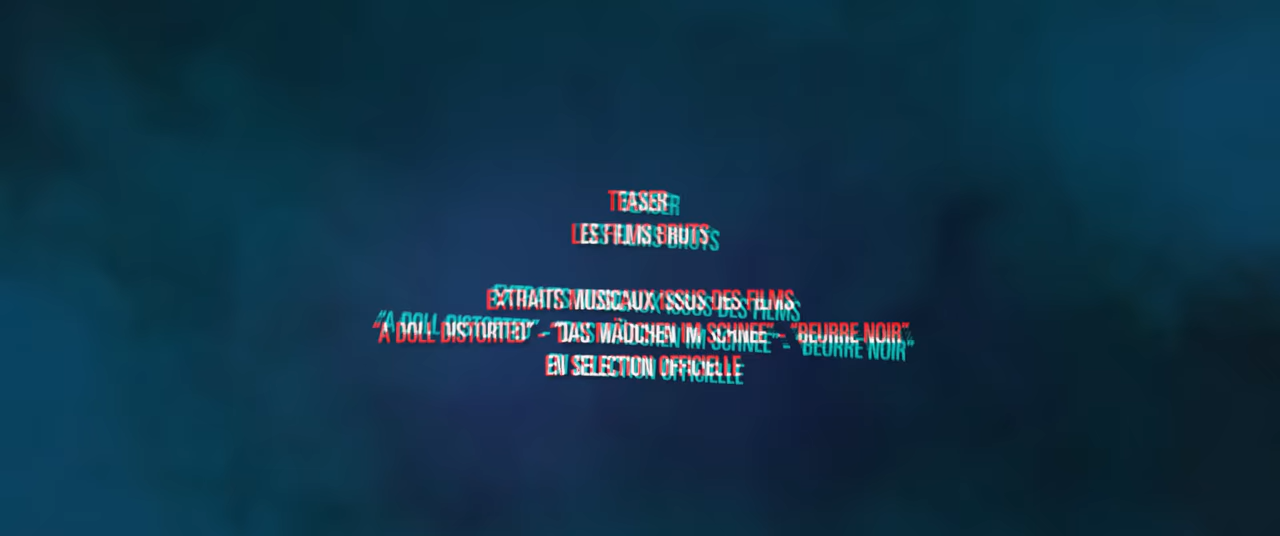 TEASER
LES FILMS BRUTS
EXTRAITS MUSICAUX ISSUS DES FILMS
"A DOLL DISTORTED" - "DAS MÄDCHEN IM SCHNEE" - "BEURRE NOIR"
EN SELECTION OFFICIELLE